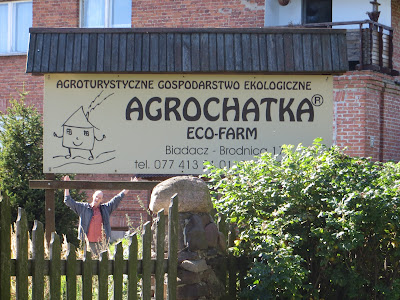 AGROTURYSTYCZNE GOSPODARSTWO EKOLOGICZNE
AGROCHATKA®
ECO-FARM
Biadacz - Brodnica
tel. 077 413